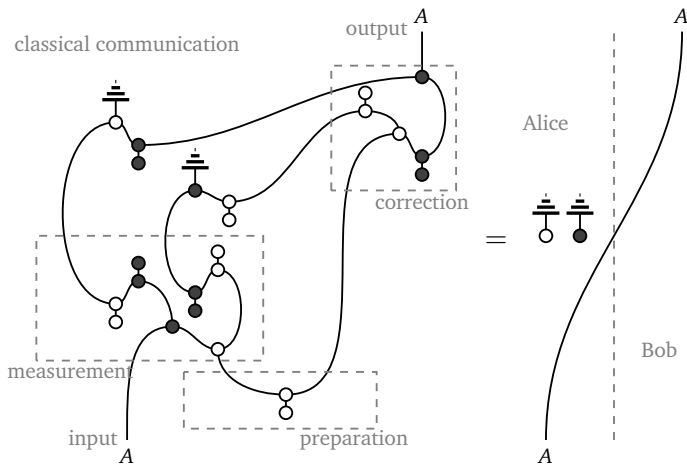 A
A
output
classical communication
Alice
correction
=
Bob
measurement
input
preparation
A
A